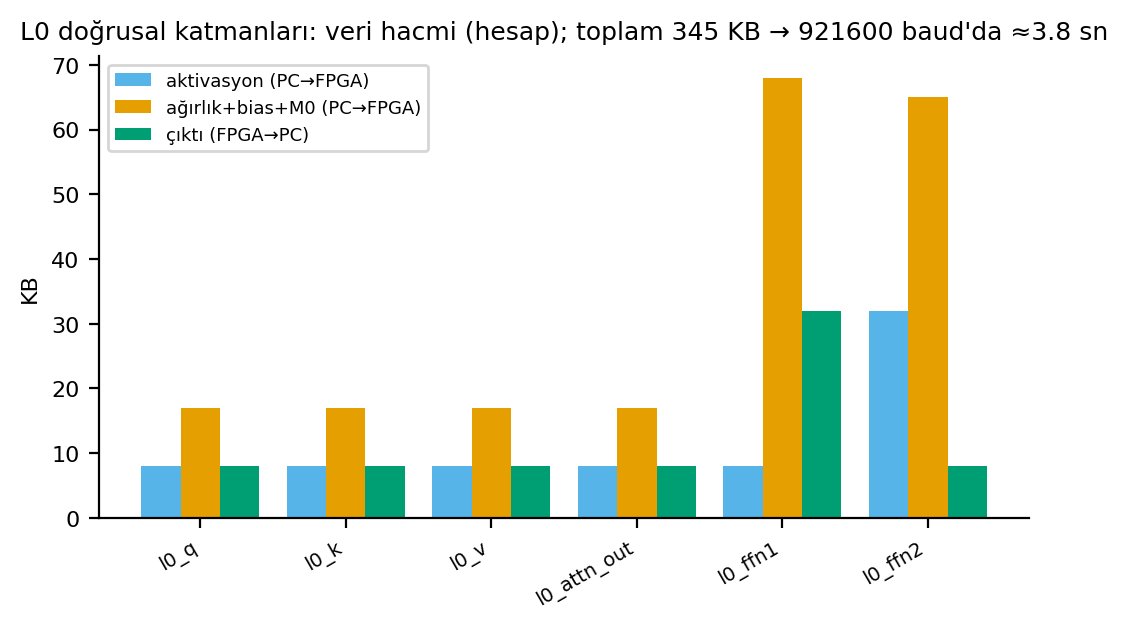 L0 doğrusal katmanları: veri hacmi (hesap); toplam 345 KB → 921600 baud'da ≈3.8 sn
70
60
50
40
30
20
10
0
KB
aktivasyon (PC→FPGA)
ağırlık+bias+M0 (PC→FPGA)
çıktı (FPGA→PC)
l0_q
l0_k
l0_v
l0_attn_out
l0_ffn1
l0_ffn2